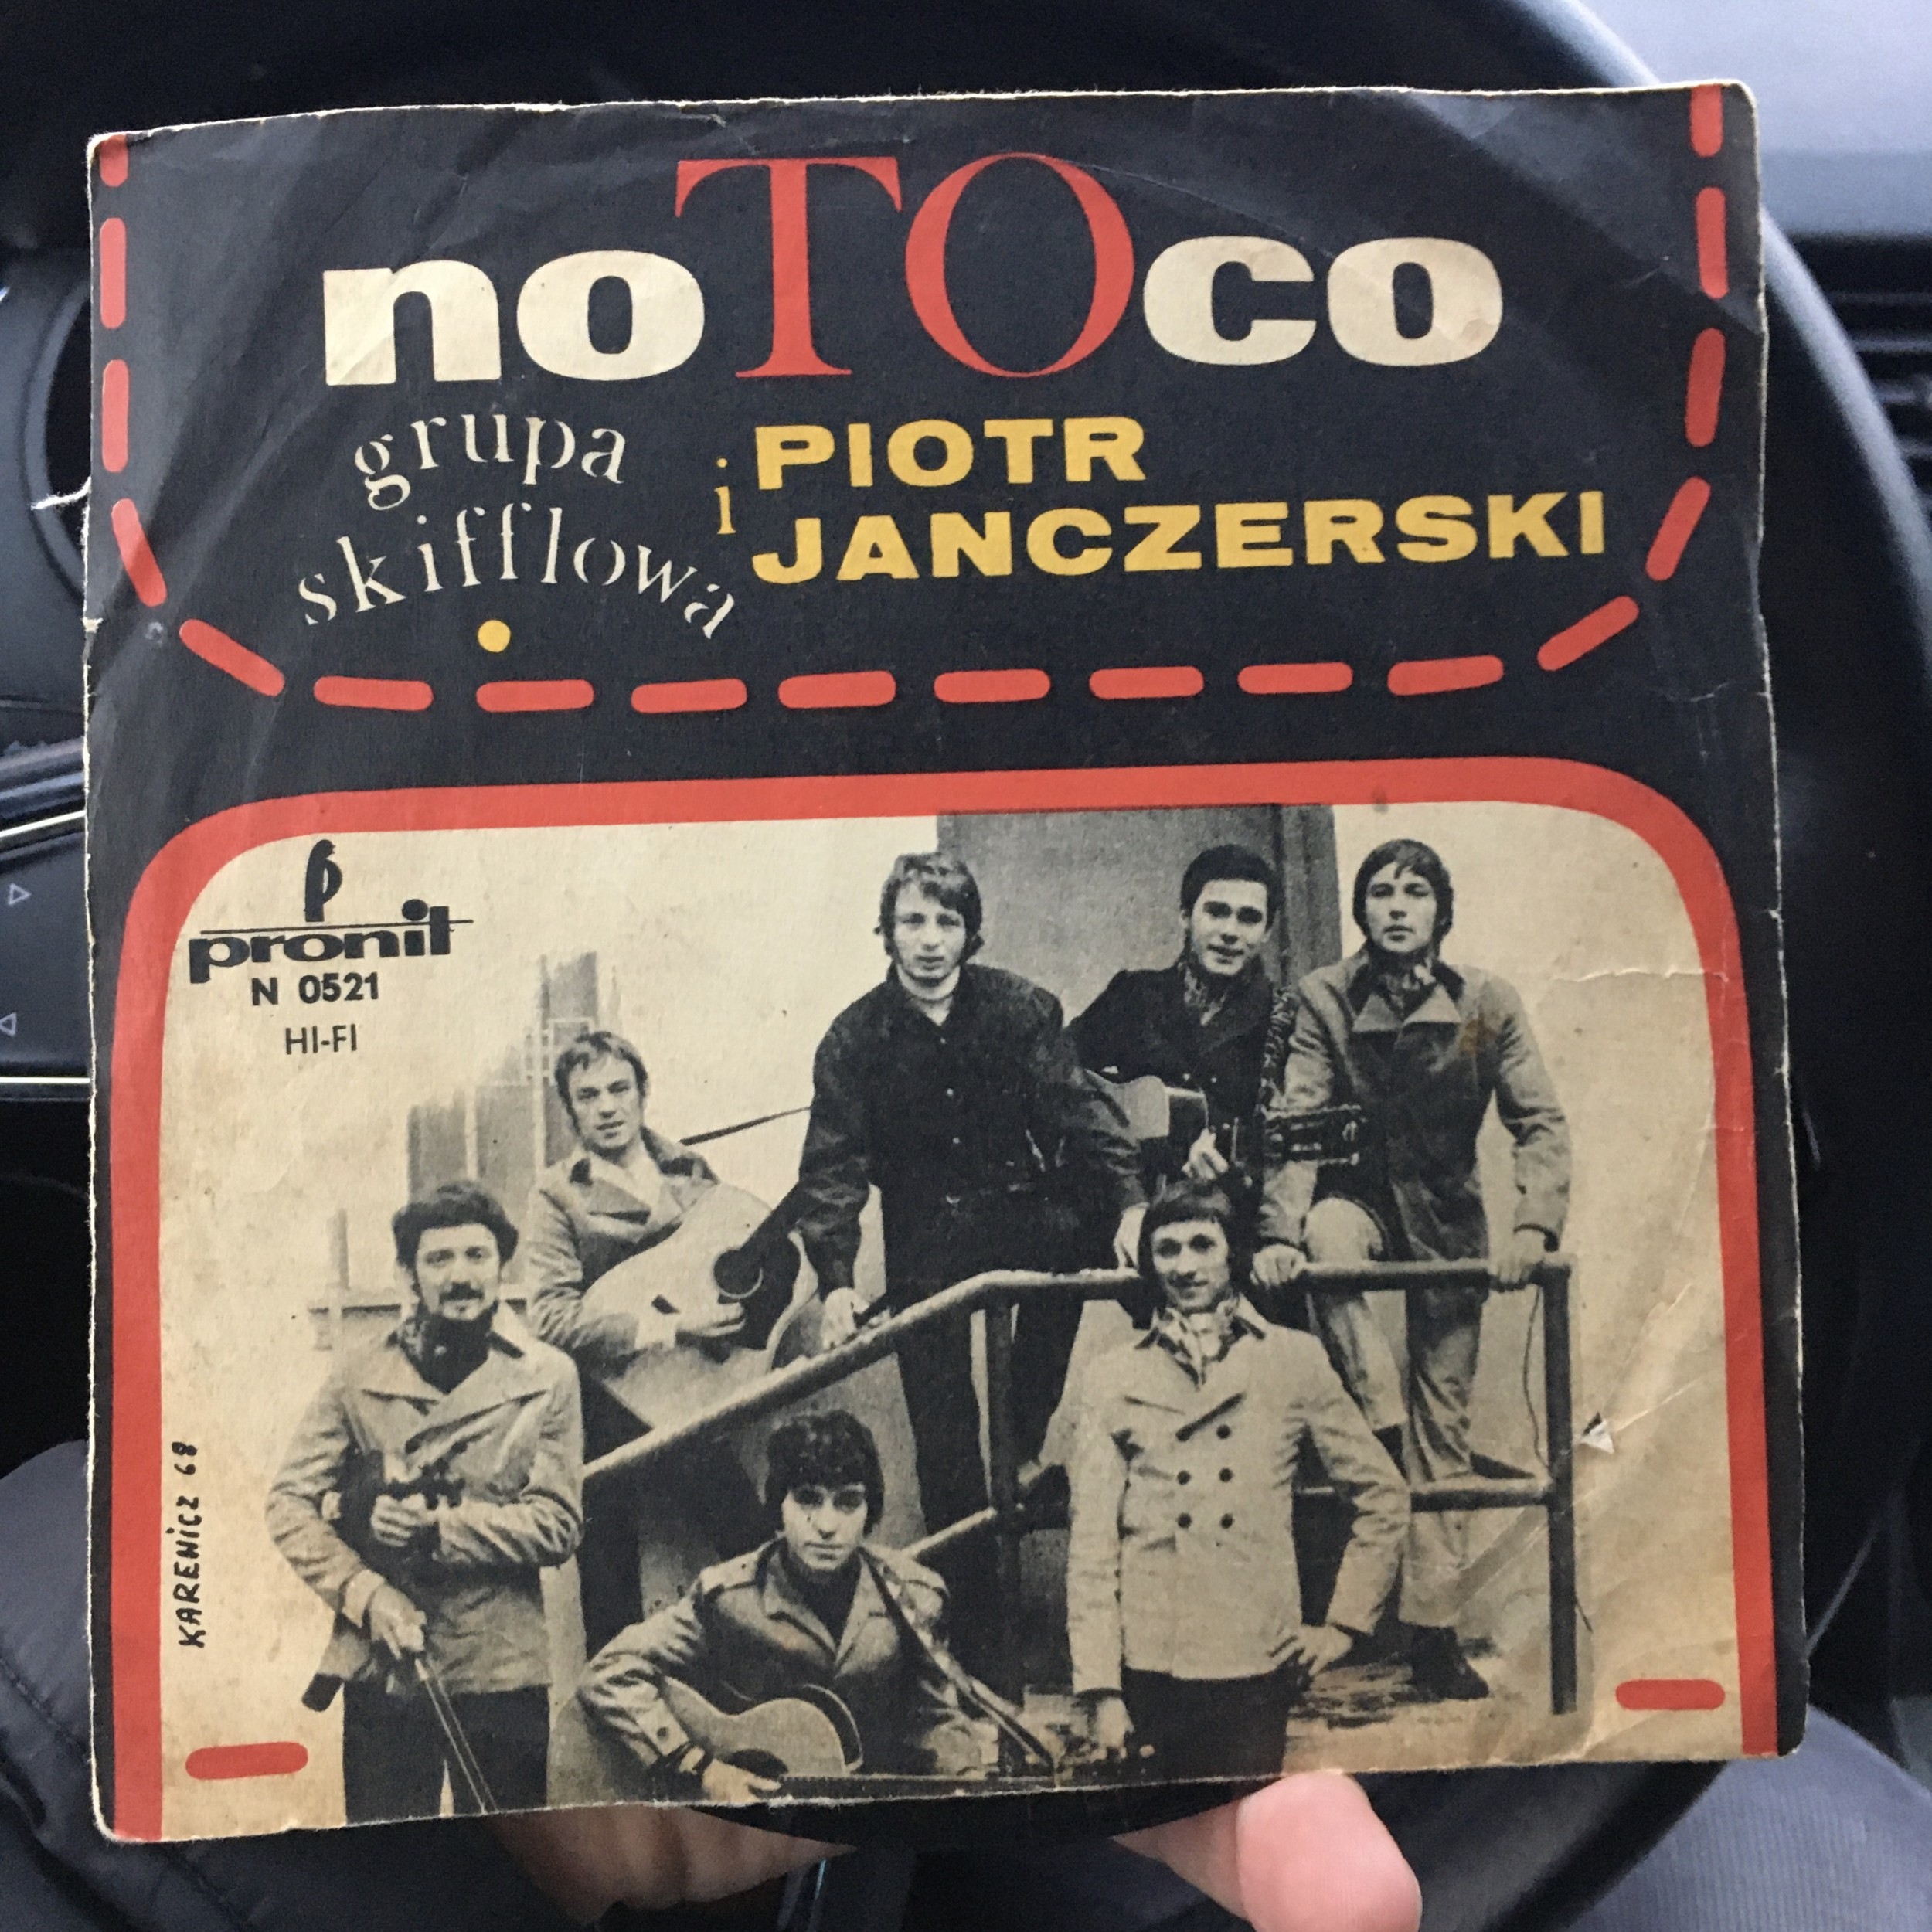 noTOco
grupa
skifflowa
i PIOTR
JANCZERSKI
pronit
N 0521
HI-FI
KARENicz 68